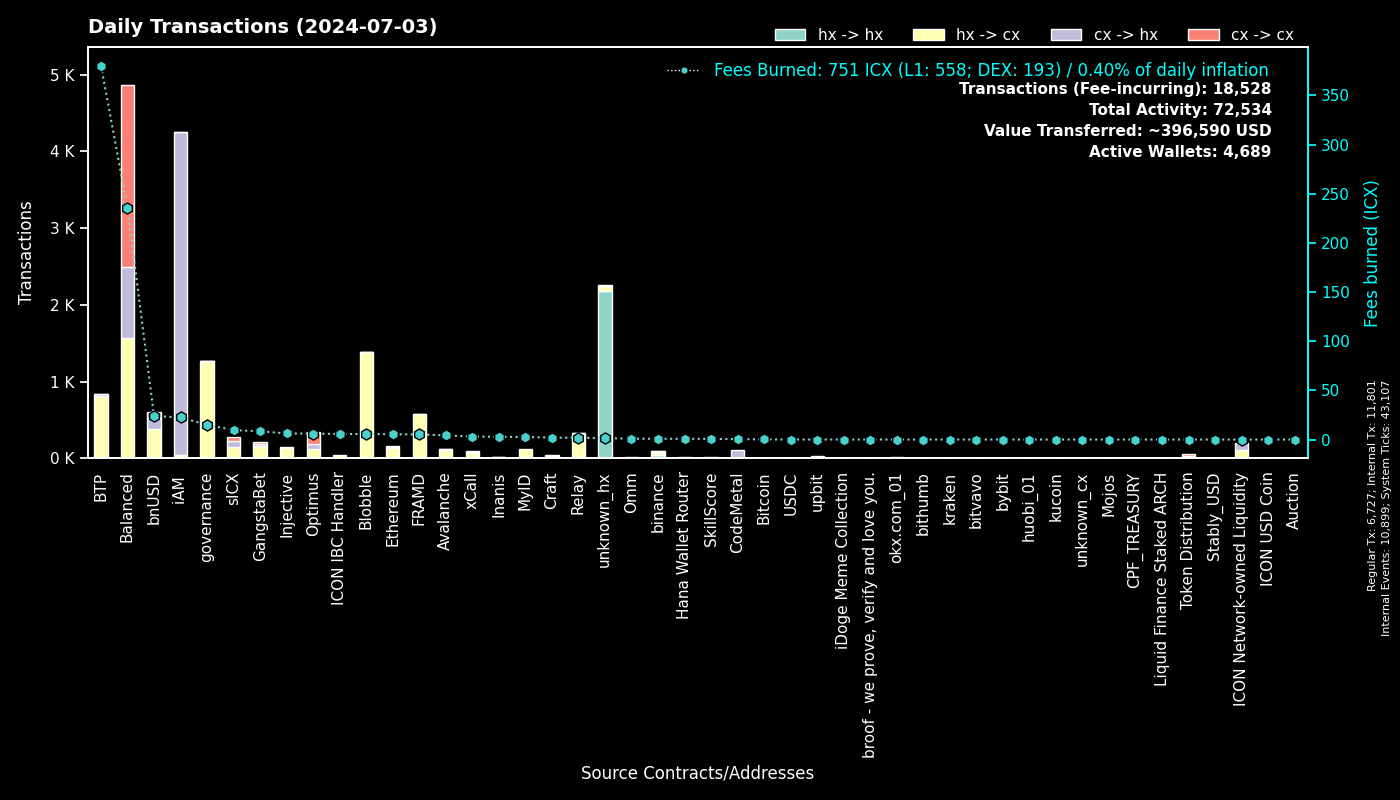 Daily Transactions (2024-07-03)
hx -> hx
hx -> cx
cx -> hx
cx -> cx
Fees Burned: 751 ICX (L1: 558; DEX: 193) / 0.40% of daily inflation
Transactions (Fee-incurring): 18,528
Total Activity: 72,534
Value Transferred: ~396,590 USD
Active Wallets: 4,689
Transactions
5 K
4 K
3 K
2 K
1 K
0 K
350
300
250
200
150
100
50
0
Fees burned (ICX)
BTP
Balanced
bnUSD
iAM
governance
sICX
GangstaBet
Injective
Optimus
ICON IBC Handler
Blobble
Ethereum
FRAMD
Avalanche
xCall
Inanis
MyID
Craft
Relay
unknown_hx
Omm
binance
Hana Wallet Router
SkillScore
CodeMetal
Bitcoin
USDC
upbit
iDoge Meme Collection
broof - we prove, verify and love you.
okx.com_01
bithumb
kraken
bitvavo
bybit
huobi_01
kucoin
unknown_cx
Mojos
CPF_TREASURY
Liquid Finance Staked ARCH
Token Distribution
Stably_USD
ICON Network-owned Liquidity
ICON USD Coin
Auction
Source Contracts/Addresses
Regular Tx: 6,727; Internal Tx: 11,801
Internal Events: 10,899; System Ticks: 43,107